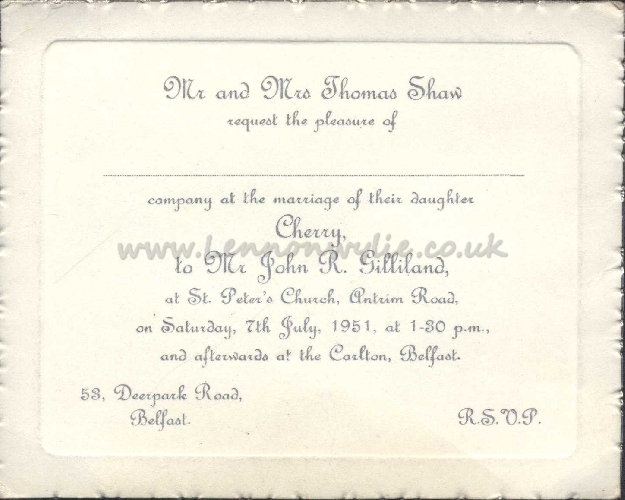 Mr and Mrs Thomas Shaw
request the pleasure of
company at the marriage of their daughter
Cherry,
www.Lennonwylie.co.uk
to Mr John R. Gilliland,
at St. Peter's Church, Antrim Road,
on Saturday, 7th July, 1951, at 1-30 p.m.,
and afterwards at the Carlton, Belfast.
53, Deerpark Road,
Belfast.
R.S.V.P.